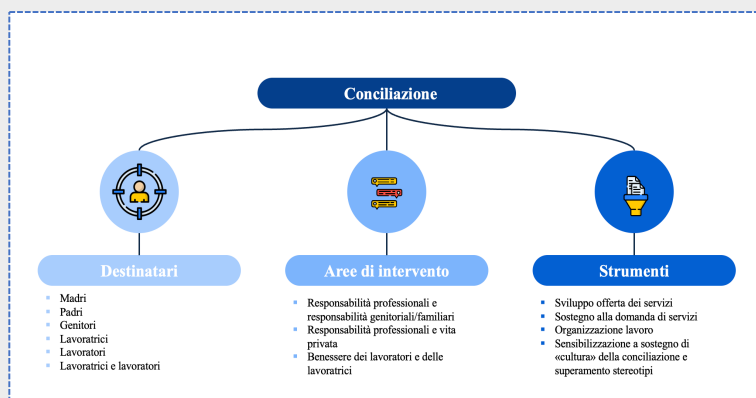 Conciliazione
Destinatari
Madri
Padri
Genitori
Lavoratrici
Lavoratori
Lavoratrici e lavoratori
Aree di intervento
Responsabilità professionali e
responsabilità genitoriali/familiari
Responsabilità professionali e vita
privata
Benessere dei lavoratori e delle
lavoratrici
Strumenti
Sviluppo offerta dei servizi
Sostegno alla domanda di servizi
Organizzazione lavoro
Sensibilizzazione a sostegno di
«cultura» della conciliazione e
superamento stereotipi